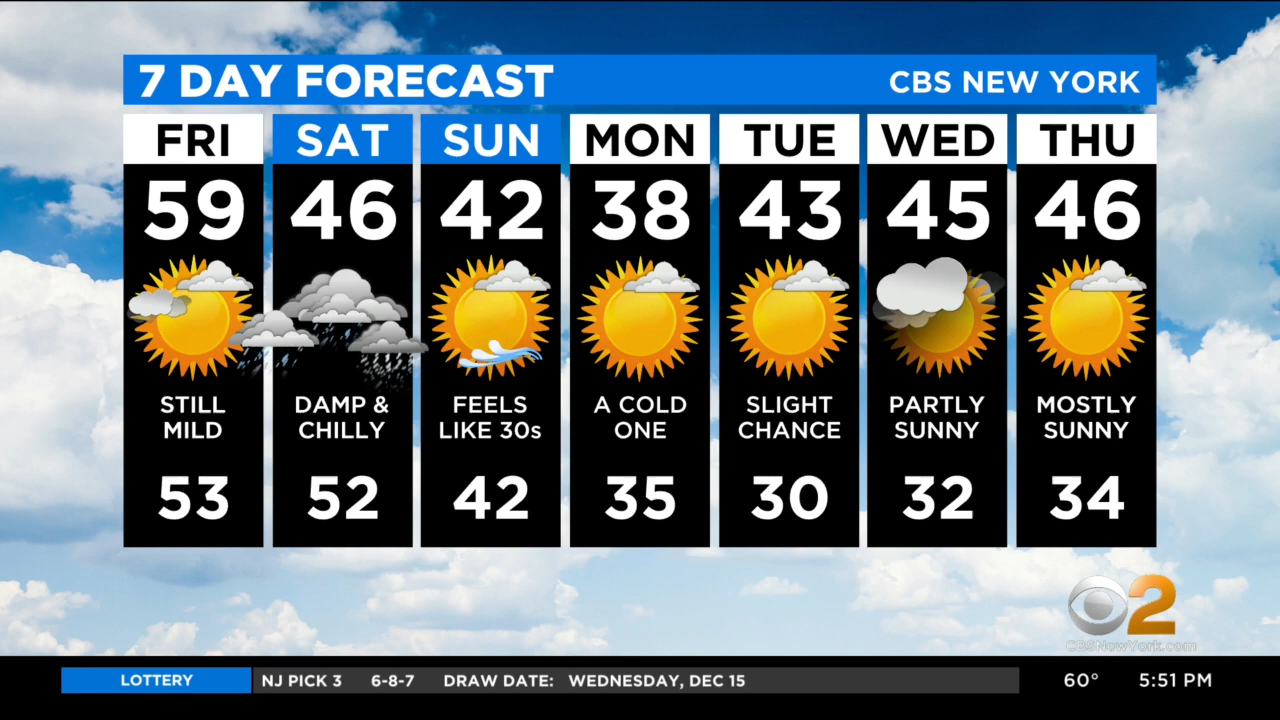 7 DAY FORECAST
CBS NEW YORK
FRI SAT SUN MON TUE WED THU
59 46 42 38 43 45 46
STILL MILD
DAMP & CHILLY
FEELS LIKE 30s
A COLD ONE
SLIGHT CHANCE
PARTLY SUNNY
MOSTLY SUNNY
53 52 42 35 30 32 34
2
CBSNewYork.com
LOTTERY NJ PICK 3 6-8-7 DRAW DATE: WEDNESDAY, DEC 15 60° 5:51 PM